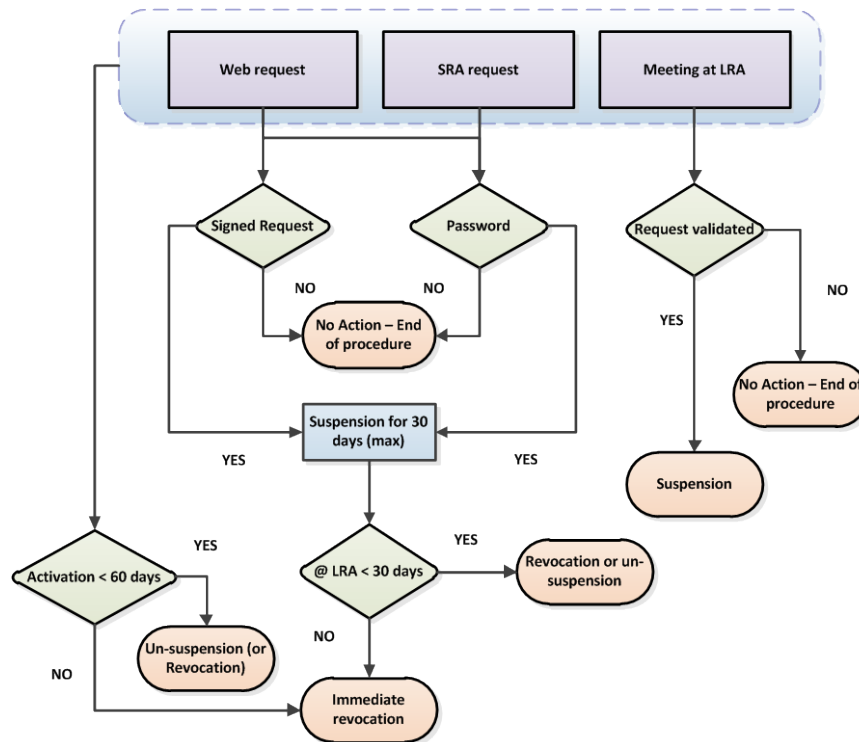 Web request
SRA request
Meeting at LRA
Signed Request
Password
Request validated
NO
NO
NO
No Action – End
of procedure
YES
No Action – End of
procedure
Suspension for 30
days (max)
YES
YES
Suspension
YES
YES
Activation < 60 days
@ LRA < 30 days
Revocation or un-
suspension
NO
Un-suspension (or
Revocation)
NO
Immediate
revocation